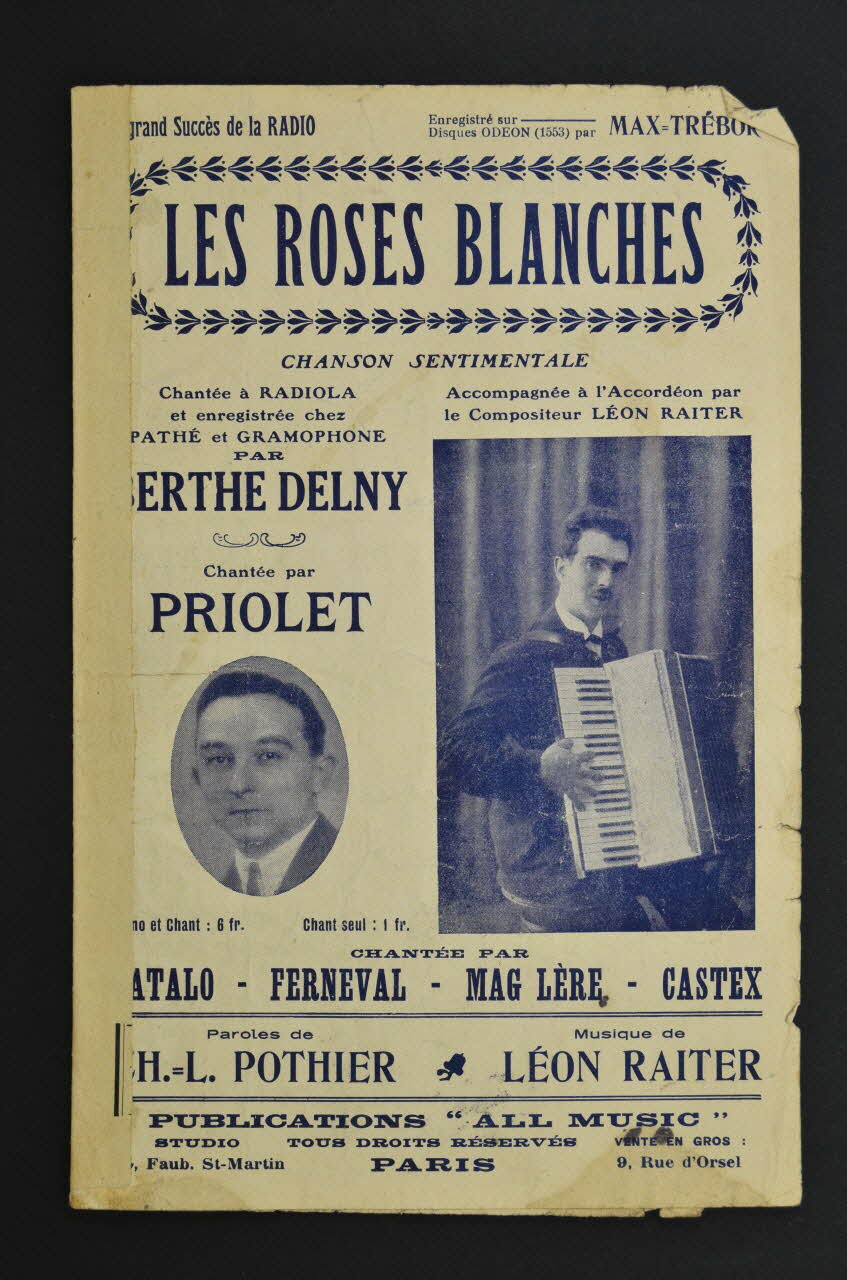 grand Succès de la RADIO
Enregistré sur
Disques ODEON (1553) par MAX=TRÉBOR
LES ROSES BLANCHES
CHANSON SENTIMENTALE
Chantée à RADIOLA
et enregistrée chez
PATHÉ et GRAMOPHONE
PAR
BERTHE DELNY
Chantée par
PRIOLET
Accompagnée à l'Accordéon par
le Compositeur LÉON RAITER
no et Chant : 6 fr. Chant seul : 1 fr.
CHANTÉE PAR
ATALO - FERNEVAL - MAG LÈRE - CASTEX
Paroles de
CH.=L. POTHIER
Musique de
LÉON RAITER
PUBLICATIONS “ ALL MUSIC ”
STUDIO TOUS DROITS RÉSERVÉS VENTE EN GROS :
, Faub. St-Martin PARIS 9, Rue d'Orsel